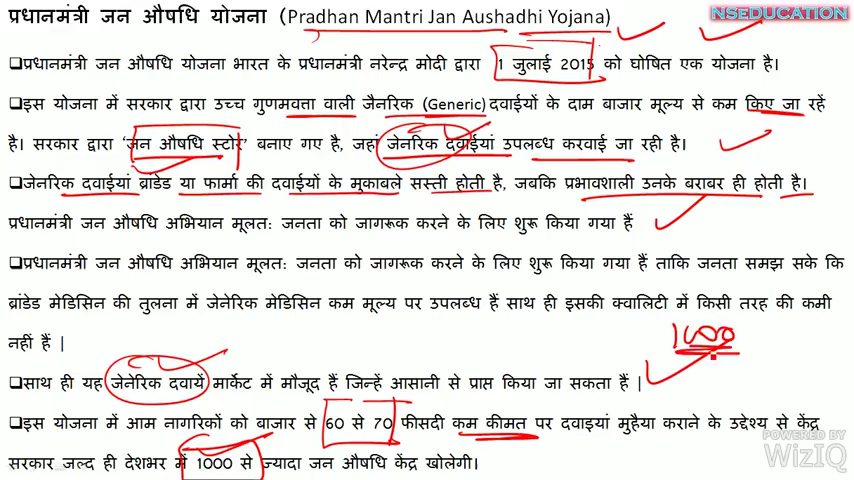 प्रधानमंत्री जन औषधि योजना (Pradhan Mantri Jan Aushadhi Yojana)
NSEDUCATION
❑प्रधानमंत्री जन औषधि योजना भारत के प्रधानमंत्री नरेन्द्र मोदी द्वारा 1 जुलाई 2015 को घोषित एक योजना है।
❑इस योजना में सरकार द्वारा उच्च गुणमवत्ता वाली जैनरिक (Generic) दवाईयों के दाम बाजार मूल्य से कम किए जा रहें
है। सरकार द्वारा 'जन औषधि स्टोर' बनाए गए है, जहां जेनरिक दवाईयां उपलब्ध करवाई जा रही है।
❑जेनरिक दवाईयां ब्रांडेड या फार्मा की दवाईयों के मुकाबले सस्ती होती है, जबकि प्रभावशाली उनके बराबर ही होती है।
प्रधानमंत्री जन औषधि अभियान मूलत: जनता को जागरूक करने के लिए शुरू किया गया हैं
❑प्रधानमंत्री जन औषधि अभियान मूलत: जनता को जागरूक करने के लिए शुरू किया गया हैं ताकि जनता समझ सके कि
ब्रांडेड मेडिसिन की तुलना में जेनेरिक मेडिसिन कम मूल्य पर उपलब्ध हैं साथ ही इसकी क्वालिटी में किसी तरह की कमी
नहीं हैं |
1000
❑साथ ही यह जेनेरिक दवायें मार्केट में मौजूद हैं जिन्हें आसानी से प्राप्त किया जा सकता हैं |
❑इस योजना में आम नागरिकों को बाजार से 60 से 70 फीसदी कम कीमत पर दवाइयां मुहैया कराने के उद्देश्य से केंद्र
सरकार जल्द ही देशभर में 1000 से ज्यादा जन औषधि केंद्र खोलेगी।
POWERED BY
WizIQ